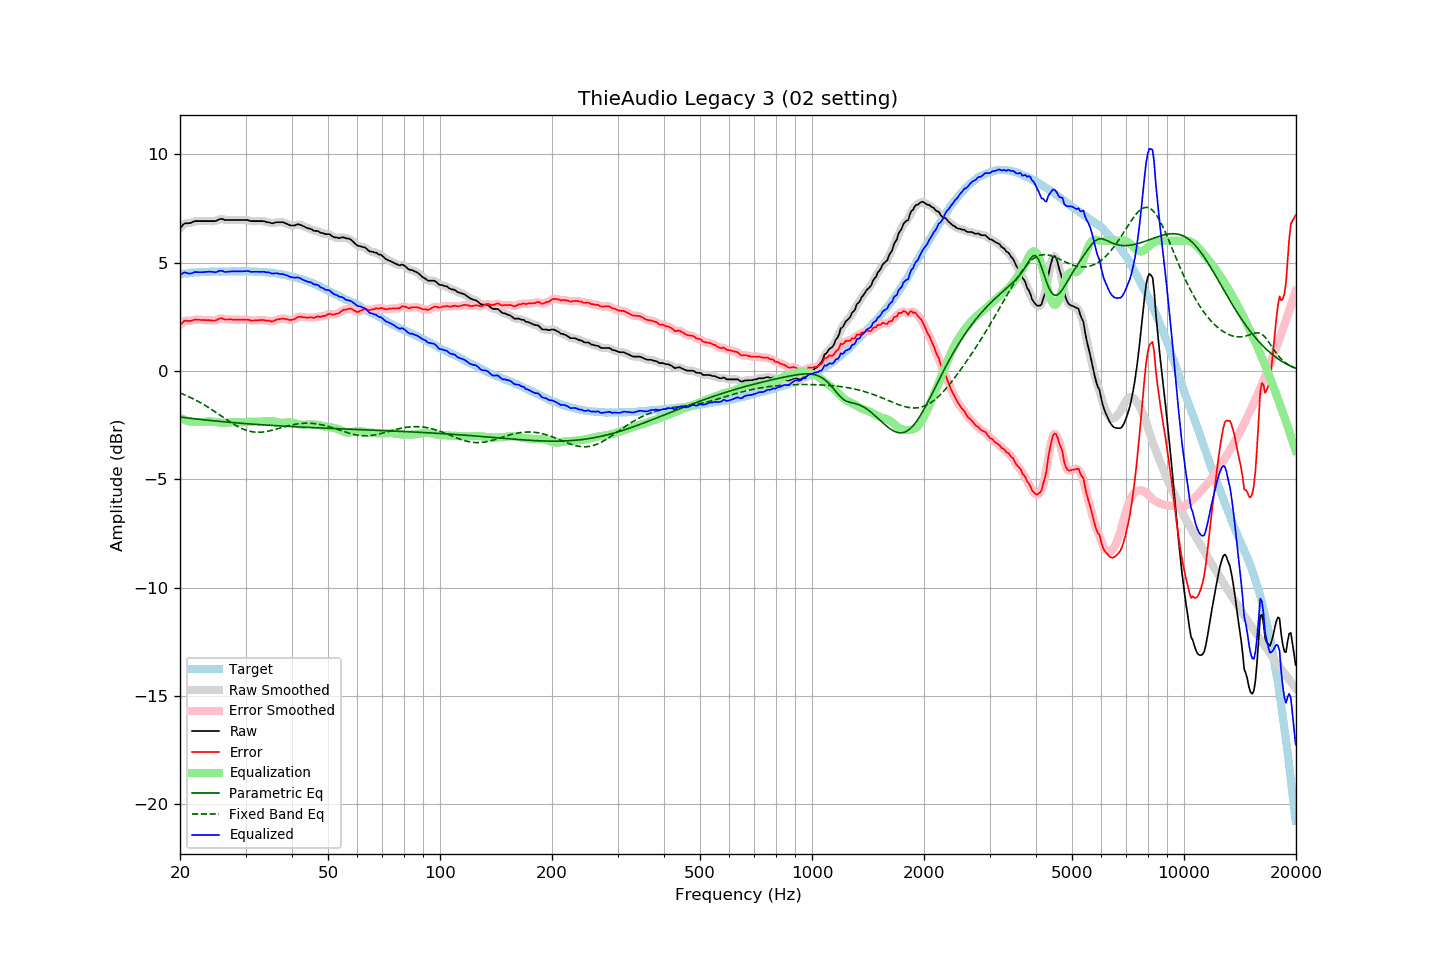 ThieAudio Legacy 3 (02 setting)
10
5
0
−5
−10
−15
−20
Amplitude (dBr)
Target
Raw Smoothed
Error Smoothed
Raw
Error
Equalization
Parametric Eq
Fixed Band Eq
Equalized
20 50 100 200 500 1000 2000 5000 10000 20000
Frequency (Hz)